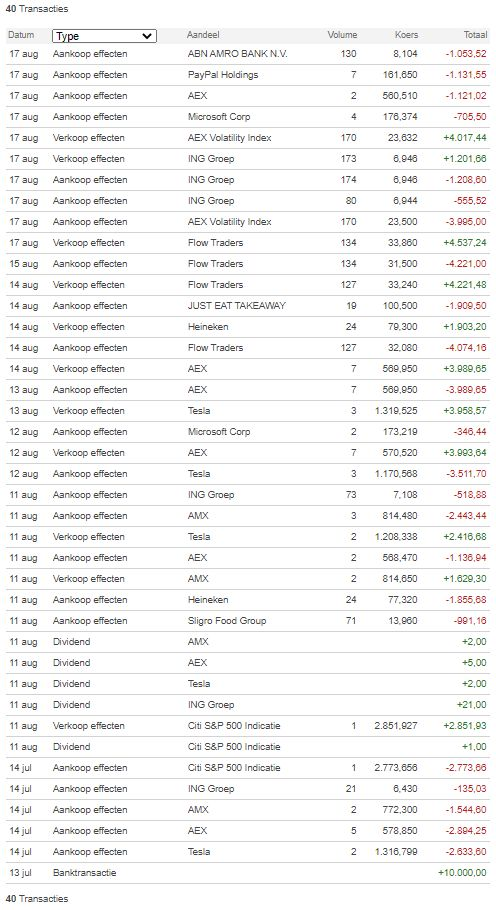 40 Transacties
Datum Type Aandeel Volume Koers Totaal
17 aug Aankoop effecten ABN AMRO BANK N.V. 130 8,104 -1.053,52
17 aug Aankoop effecten PayPal Holdings 7 161,650 -1.131,55
17 aug Aankoop effecten AEX 2 560,510 -1.121,02
17 aug Aankoop effecten Microsoft Corp 4 176,374 -705,50
17 aug Verkoop effecten AEX Volatility Index 170 23,632 +4.017,44
17 aug Verkoop effecten ING Groep 173 6,946 +1.201,66
17 aug Aankoop effecten ING Groep 174 6,946 -1.208,60
17 aug Aankoop effecten ING Groep 80 6,944 -555,52
17 aug Aankoop effecten AEX Volatility Index 170 23,500 -3.995,00
17 aug Verkoop effecten Flow Traders 134 33,860 +4.537,24
15 aug Aankoop effecten Flow Traders 134 31,500 -4.221,00
14 aug Verkoop effecten Flow Traders 127 33,240 +4.221,48
14 aug Aankoop effecten JUST EAT TAKEAWAY 19 100,500 -1.909,50
14 aug Verkoop effecten Heineken 24 79,300 +1.903,20
14 aug Aankoop effecten Flow Traders 127 32,080 -4.074,16
14 aug Verkoop effecten AEX 7 569,950 +3.989,65
13 aug Aankoop effecten AEX 7 569,950 -3.989,65
13 aug Verkoop effecten Tesla 3 1.319,525 +3.958,57
12 aug Aankoop effecten Microsoft Corp 2 173,219 -346,44
12 aug Verkoop effecten AEX 7 570,520 +3.993,64
12 aug Aankoop effecten Tesla 3 1.170,568 -3.511,70
11 aug Aankoop effecten ING Groep 73 7,108 -518,88
11 aug Aankoop effecten AMX 3 814,480 -2.443,44
11 aug Verkoop effecten Tesla 2 1.208,338 +2.416,68
11 aug Aankoop effecten AEX 2 568,470 -1.136,94
11 aug Verkoop effecten AMX 2 814,650 +1.629,30
11 aug Aankoop effecten Heineken 24 77,320 -1.855,68
11 aug Aankoop effecten Sligro Food Group 71 13,960 -991,16
11 aug Dividend AMX +2,00
11 aug Dividend AEX +5,00
11 aug Dividend Tesla +2,00
11 aug Dividend ING Groep +21,00
11 aug Verkoop effecten Citi S&P 500 Indicatie 1 2.851,927 +2.851,93
11 aug Dividend Citi S&P 500 Indicatie +1,00
14 jul Aankoop effecten Citi S&P 500 Indicatie 1 2.773,656 -2.773,66
14 jul Aankoop effecten ING Groep 21 6,430 -135,03
14 jul Aankoop effecten AMX 2 772,300 -1.544,60
14 jul Aankoop effecten AEX 5 578,850 -2.894,25
14 jul Aankoop effecten Tesla 2 1.316,799 -2.633,60
13 jul Banktransactie +10.000,00
40 Transacties